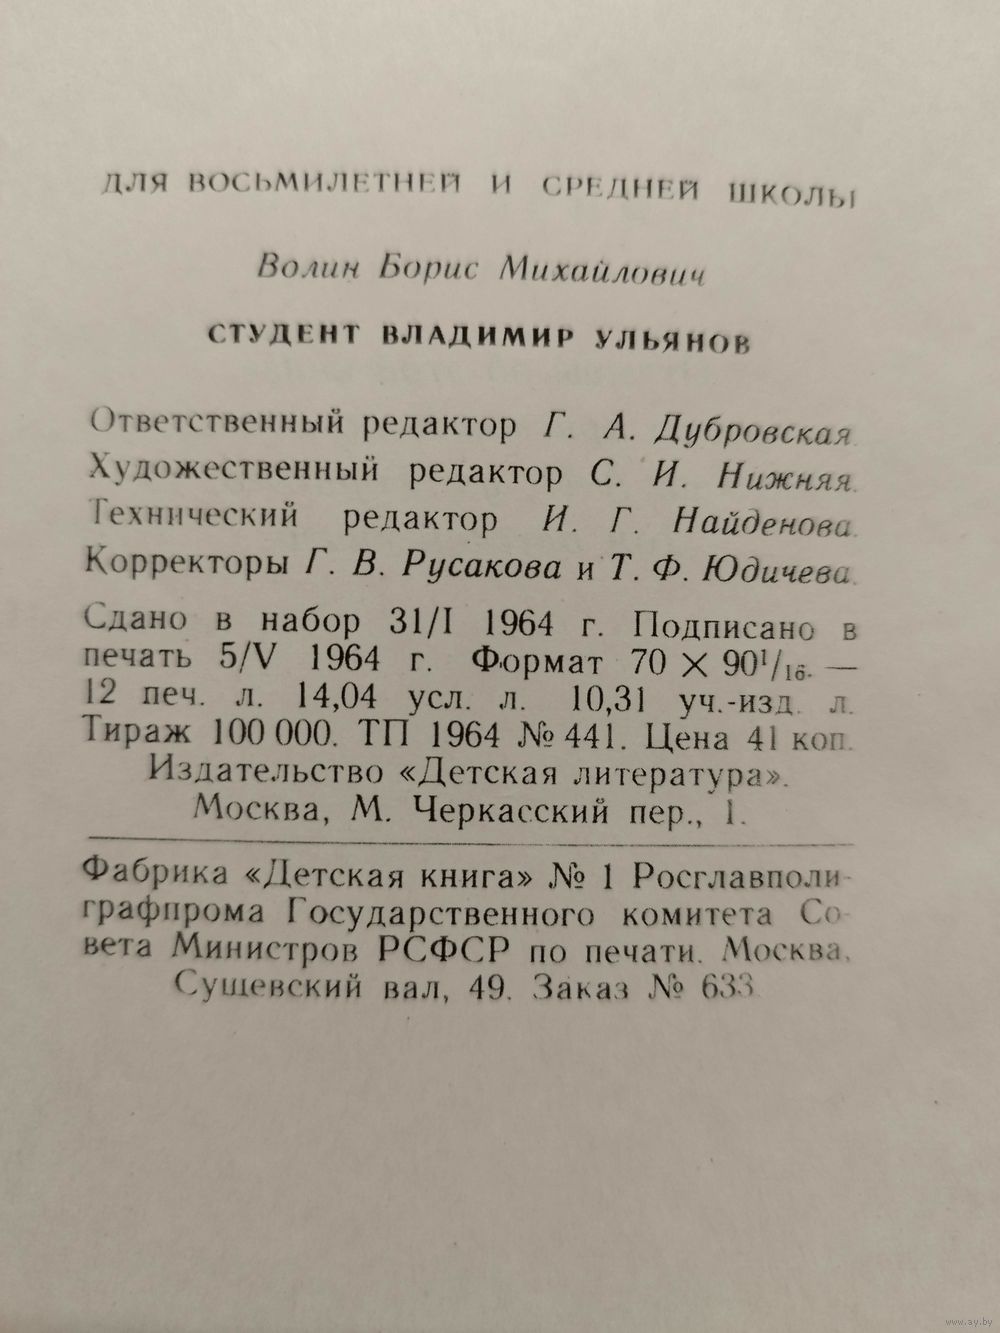 ДЛЯ ВОСЬМИЛЕТНЕЙ И СРЕДНЕЙ ШКОЛЫ
Волин Борис Михайлович
СТУДЕНТ ВЛАДИМИР УЛЬЯНОВ
Ответственный редактор Г. А. Дубровская
Художественный редактор С. И. Нижняя.
Технический редактор И. Г. Найденова.
Корректоры Г. В. Русакова и Т. Ф. Юдичева.
Сдано в набор 31/I 1964 г. Подписано в
печать 5/V 1964 г. Формат 70 × 90¹/₁₆. —
12 печ. л. 14,04 усл. л. 10,31 уч.-изд. л.
Тираж 100 000. ТП 1964 № 441. Цена 41 коп.
Издательство «Детская литература».
Москва, М. Черкасский пер., 1.
Фабрика «Детская книга» № 1 Росглавполи-
графпрома Государственного комитета Со-
вета Министров РСФСР по печати. Москва,
Сущевский вал, 49. Заказ № 633
www.ay.by